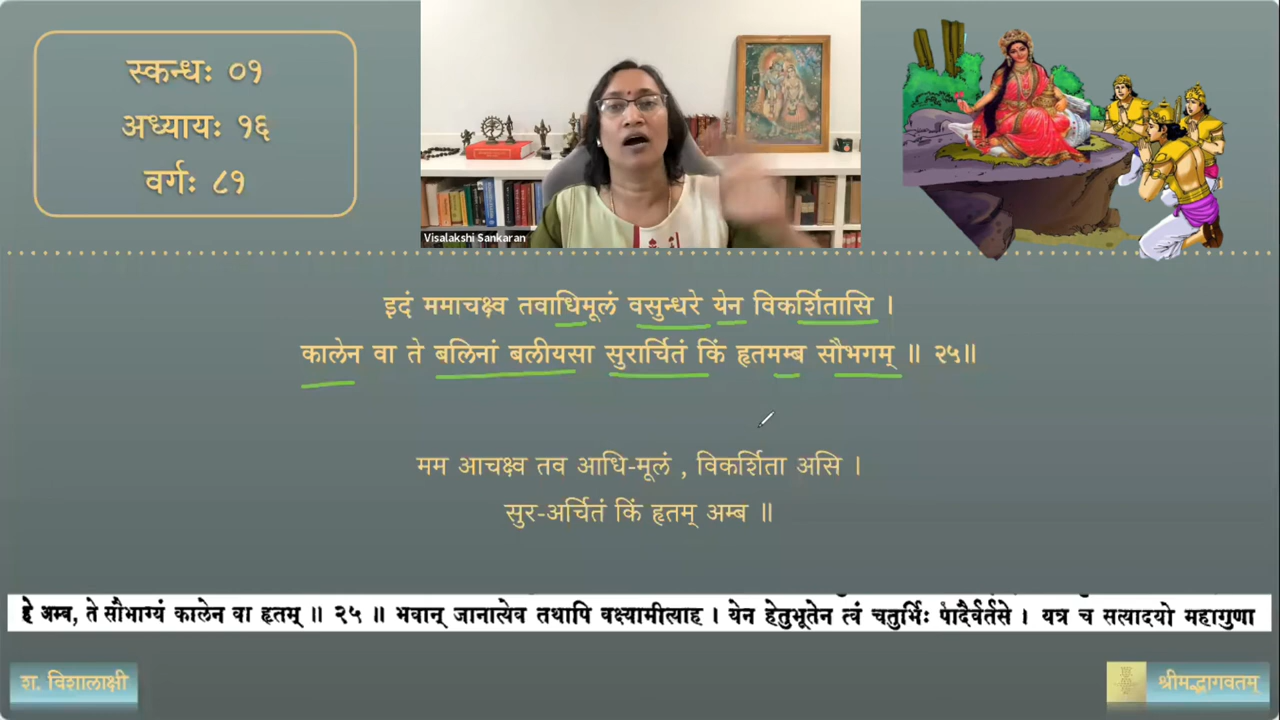 स्कन्धः ०१
अध्यायः १६
वर्गः ८१
Visalakshi Sankaran
इदं ममाचक्ष्व तवाधिमूलं वसुन्धरे येन विकर्शितासि ।
कालेन वा ते बलिनां बलीयसा सुरार्चितं किं हृतमम्ब सौभगम् ॥ २५॥
मम आचक्ष्व तव आधि-मूलं , विकर्शिता असि ।
सुर-अर्चितं किं हृतम् अम्ब ॥
हे अम्ब, ते सौभाग्यं कालेन वा हृतम् ॥ २५ ॥ भवान् जानात्येव तथापि वक्ष्यामीत्याह । येन हेतुभूतेन त्वं चतुर्भिः पादैर्वर्तसे । यत्र च सत्यादयो महागुणा
श. विशालाक्षी
श्रीमद्भागवतम्